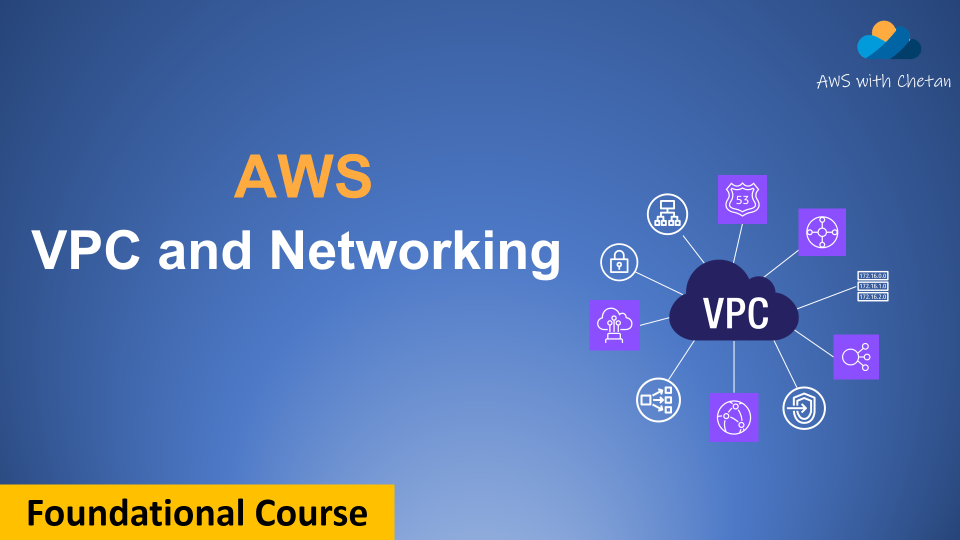 AWS with Chetan
AWS
VPC and Networking
53
172.16.0.0
172.16.1.0
172.16.2.0
VPC
Foundational Course